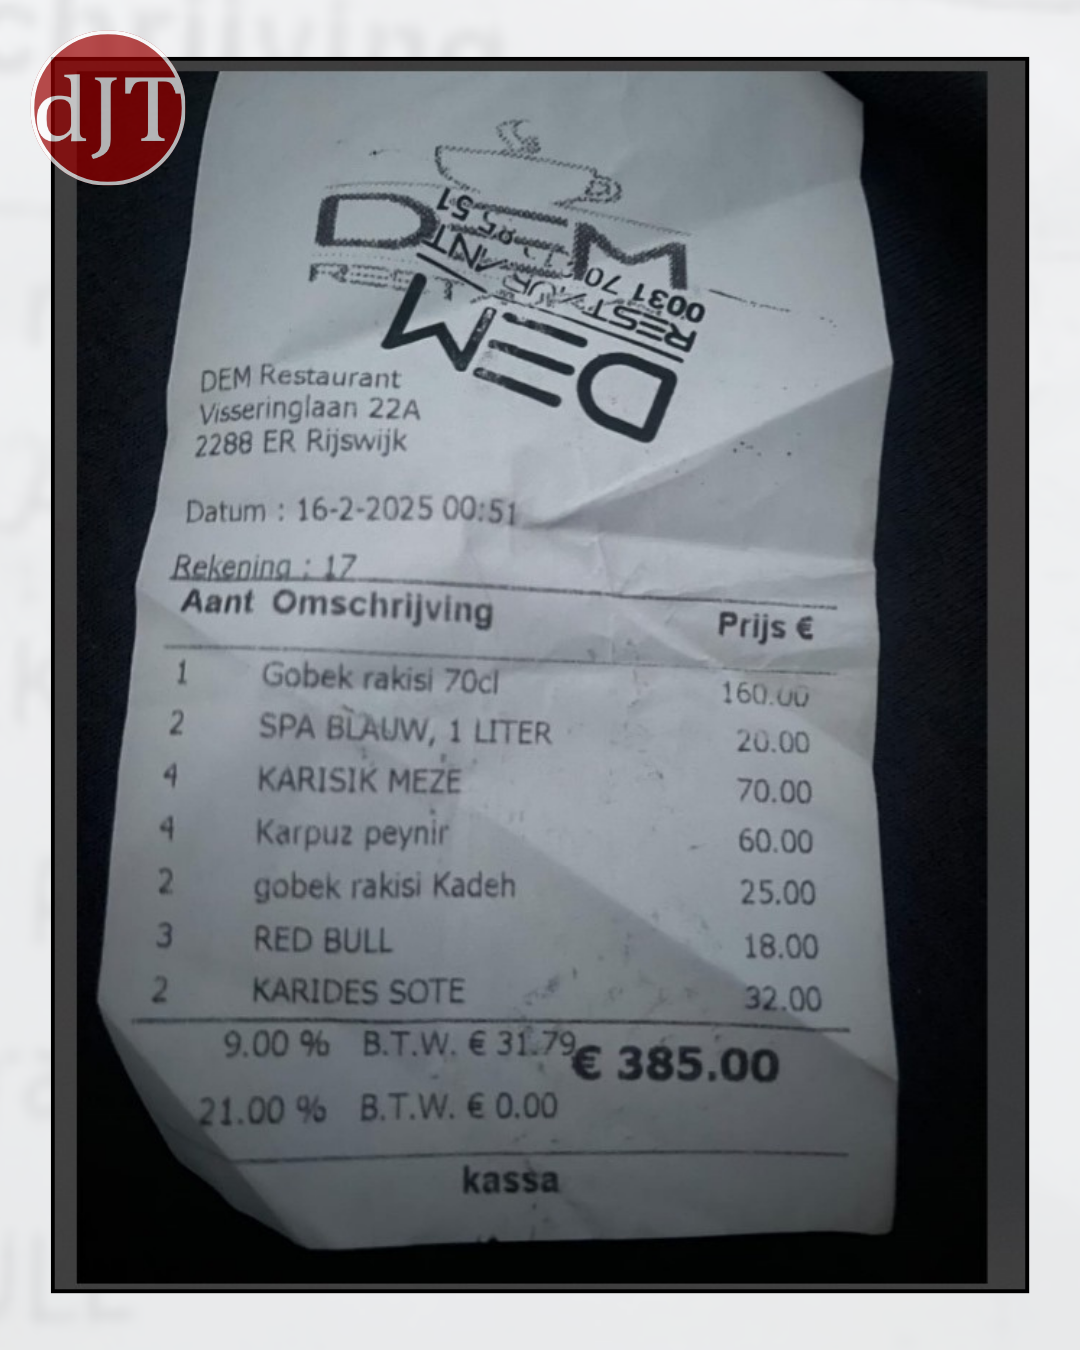 dJT
DEM
DEM
RESTAURANT
0031 70
DEM Restaurant
Visseringlaan 22A
2288 ER Rijswijk
Datum : 16-2-2025 00:51
Rekening : 17
Aant Omschrijving Prijs €
1 Gobek rakisi 70cl 160.00
2 SPA BLAUW, 1 LITER 20.00
4 KARISIK MEZE 70.00
4 Karpuz peynir 60.00
2 gobek rakisi Kadeh 25.00
3 RED BULL 18.00
2 KARIDES SOTE 32.00
9.00 % B.T.W. € 31.79 € 385.00
21.00 % B.T.W. € 0.00
kassa